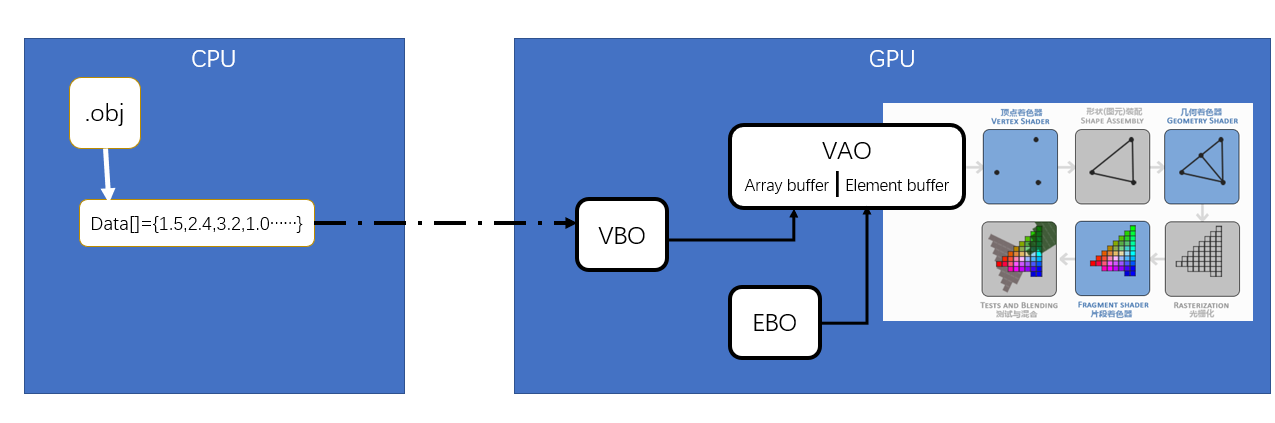 CPU
.obj
Data[]={1.5,2.4,3.2,1.0······}
GPU
VBO
EBO
VAO
Array buffer | Element buffer
顶点着色器
VERTEX SHADER
形状(图元)装配
SHAPE ASSEMBLY
几何着色器
GEOMETRY SHADER
TESTS AND BLENDING
测试与混合
FRAGMENT SHADER
片段着色器
RASTERIZATION
光栅化